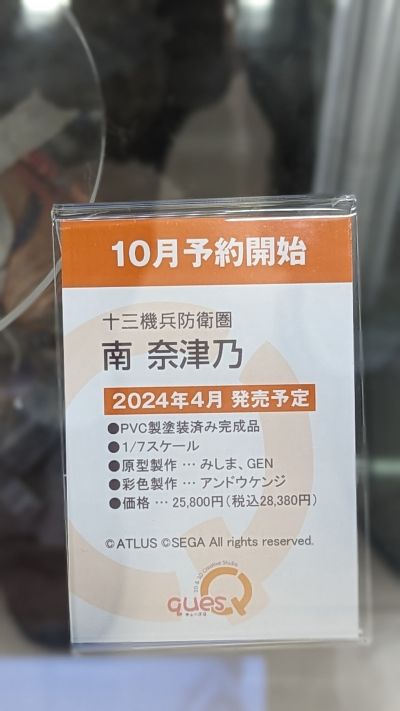 10月予約開始
十三機兵防衛圏
南 奈津乃
2024年4月 発売予定
●PVC製塗装済み完成品
●1/7スケール
●原型製作 … みしま、GEN
●彩色製作 … アンドウケンジ
●価格 … 25,800円(税込28,380円)
©ATLUS ©SEGA All rights reserved.
2D & 3D Creative Studio
quesQ